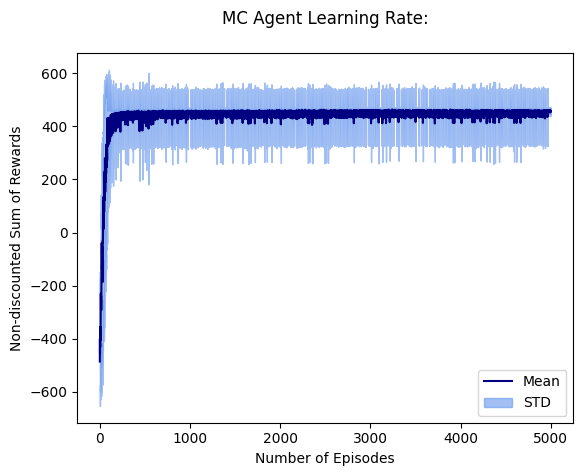 MC Agent Learning Rate:
Non-discounted Sum of Rewards
600
400
200
0
−200
−400
−600
0 1000 2000 3000 4000 5000
Number of Episodes
Mean
STD